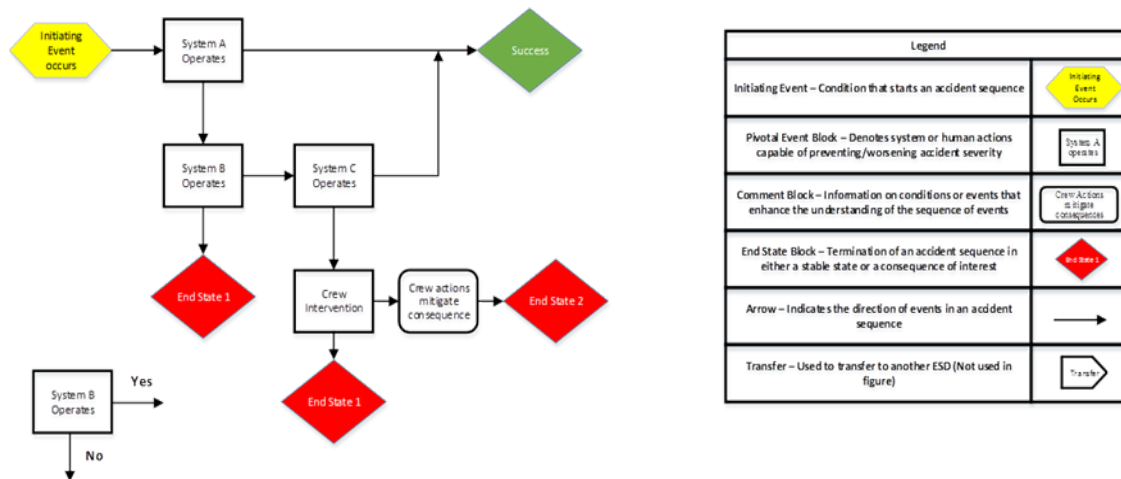 Initiating
Event
occurs
System A
Operates
Success
System B
Operates
System C
Operates
End State 1
Crew
Intervention
Crew actions
mitigate
consequence
End State 2
End State 1
System B
Operates
Yes
No
Legend
Initiating Event – Condition that starts an accident sequence
Initiating
Event
Occurs
Pivotal Event Block – Denotes system or human actions
capable of preventing/worsening accident severity
System A
operates
Comment Block – Information on conditions or events that
enhance the understanding of the sequence of events
Crew Actions
mitigate
consequences
End State Block – Termination of an accident sequence in
either a stable state or a consequence of interest
End State 1
Arrow – Indicates the direction of events in an accident
sequence
Transfer – Used to transfer to another ESD (Not used in
figure)
Transfer